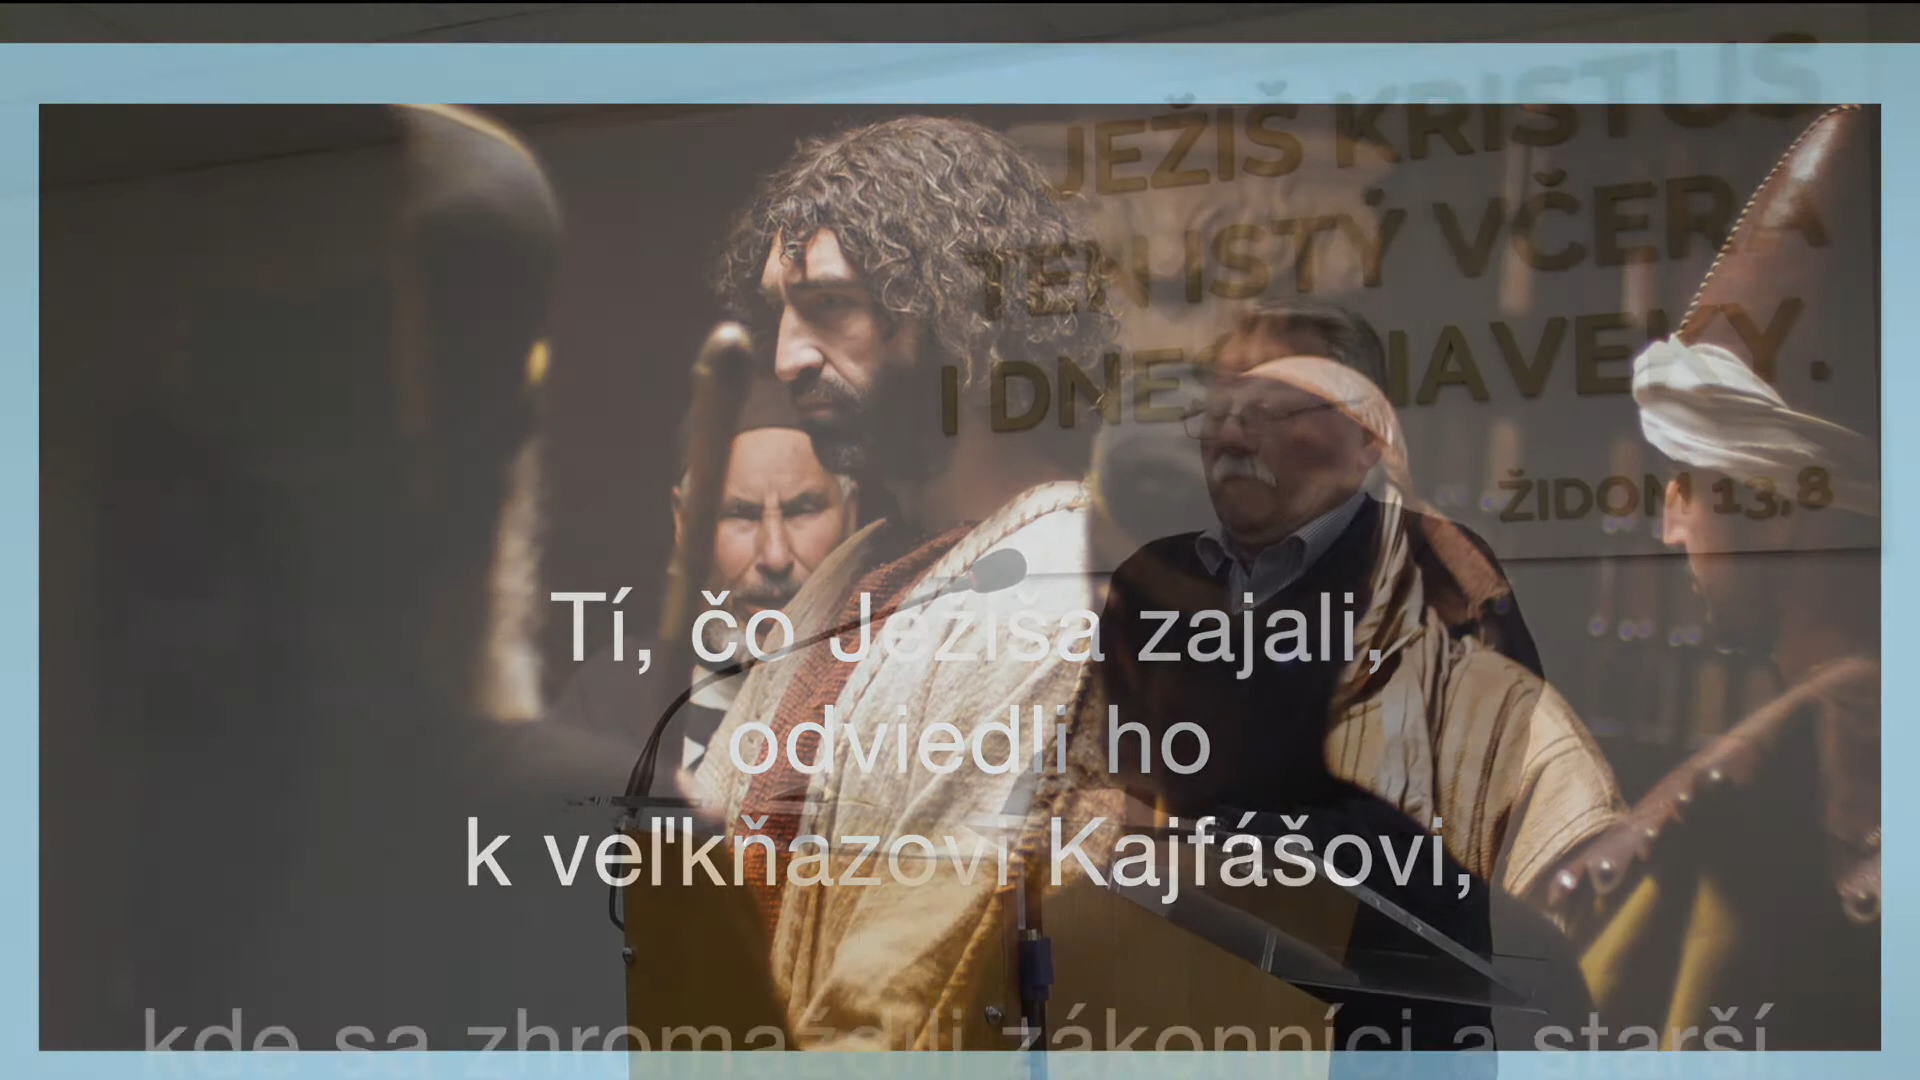 JEŽIŠ KRISTUS
TEN ISTÝ VČERA
I DNES NAVEKY.
ŽIDOM 13,8
Tí, čo Ježiša zajali,
odviedli ho
k veľkňazovi Kajfášovi,
kde sa zhromaždili zákonníci a starší.